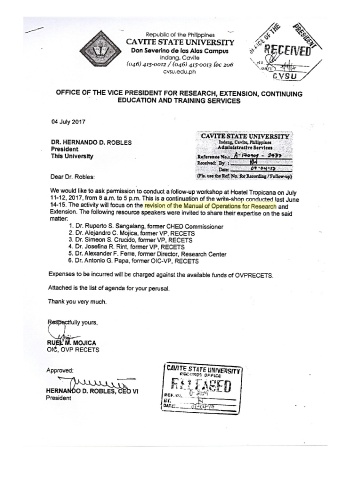 Republic of the Philippines
CAVITE STATE UNIVERSITY
Don Severino de las Alas Campus
Indang, Cavite
(046) 415-0012 / (046) 415-0013 loc 206
cvsu.edu.ph
OFFICE OF THE PRESIDENT
RECEIVED
CVSU
OFFICE OF THE VICE PRESIDENT FOR RESEARCH, EXTENSION, CONTINUING
EDUCATION AND TRAINING SERVICES
04 July 2017
DR. HERNANDO D. ROBLES
President
This University
CAVITE STATE UNIVERSITY
Indang, Cavite, Philippines
Administrative Services
Reference No.:
Received By :
Date :
(Pls. use the Ref. No. for Recording / Follow-up)
Dear Dr. Robles:
We would like to ask permission to conduct a follow-up workshop at Hostel Tropicana on July
11-12, 2017, from 8 a.m. to 5 p.m. This is a continuation of the write-shop conducted last June
14-15. The activity will focus on the revision of the Manual of Operations for Research and
Extension. The following resource speakers were invited to share their expertise on the said
matter:
1. Dr. Ruperto S. Sangalang, former CHED Commissioner
2. Dr. Alejandro C. Mojica, former VP, RECETS
3. Dr. Simeon S. Crucido, former VP, RECETS
4. Dr. Josefina R. Rint, former VP, RECETS
5. Dr. Alexander F. Ferre, former Director, Research Center
6. Dr. Antonio G. Papa, former OIC-VP, RECETS
Expenses to be incurred will be charged against the available funds of OVPRECETS.
Attached is the list of agenda for your perusal.
Thank you very much.
Respectfully yours,
RUEL M. MOJICA
OIC, OVP RECETS
Approved:
HERNANDO D. ROBLES, CEO VI
President
CAVITE STATE UNIVERSITY
RECORDS OFFICE
RELEASED
REF. NO.
BY:
DATE: